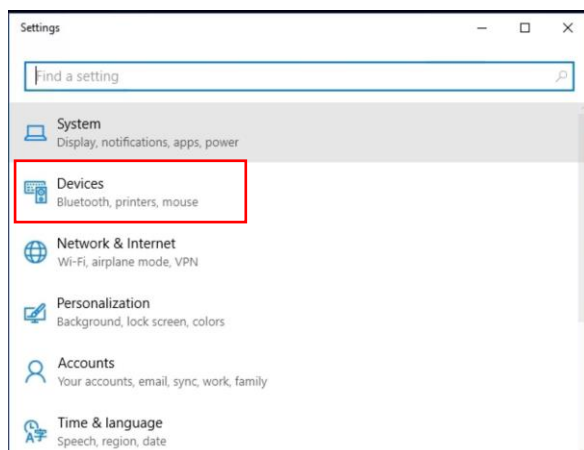 Settings
Find a setting
System
Display, notifications, apps, power
Devices
Bluetooth, printers, mouse
Network & Internet
Wi-Fi, airplane mode, VPN
Personalization
Background, lock screen, colors
Accounts
Your accounts, email, sync, work, family
Time & language
Speech, region, date